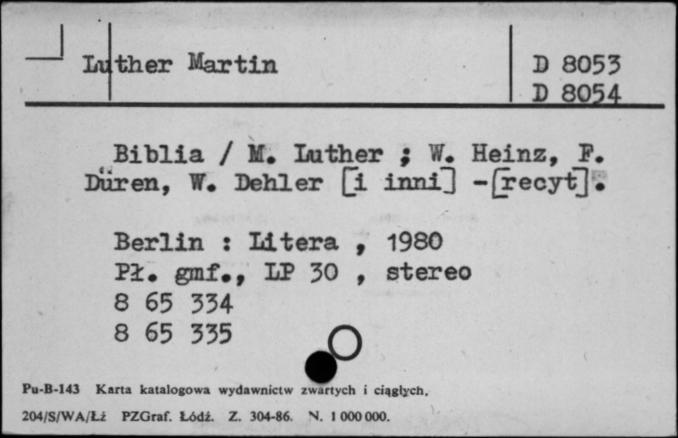 Luther Martin D 8053
D 8054
Biblia / M. Luther ; W. Heinz, F.
Düren, W. Dehler [i inni] -[recyt].
Berlin : Litera , 1980
Pł. gmf., LP 30 , stereo
8 65 334
8 65 335
Pu-B-143 Karta katalogowa wydawnictw zwartych i ciągłych.
204/S/WA/Łź PZGraf. Łódź. Z. 304-86. N. 1 000 000.